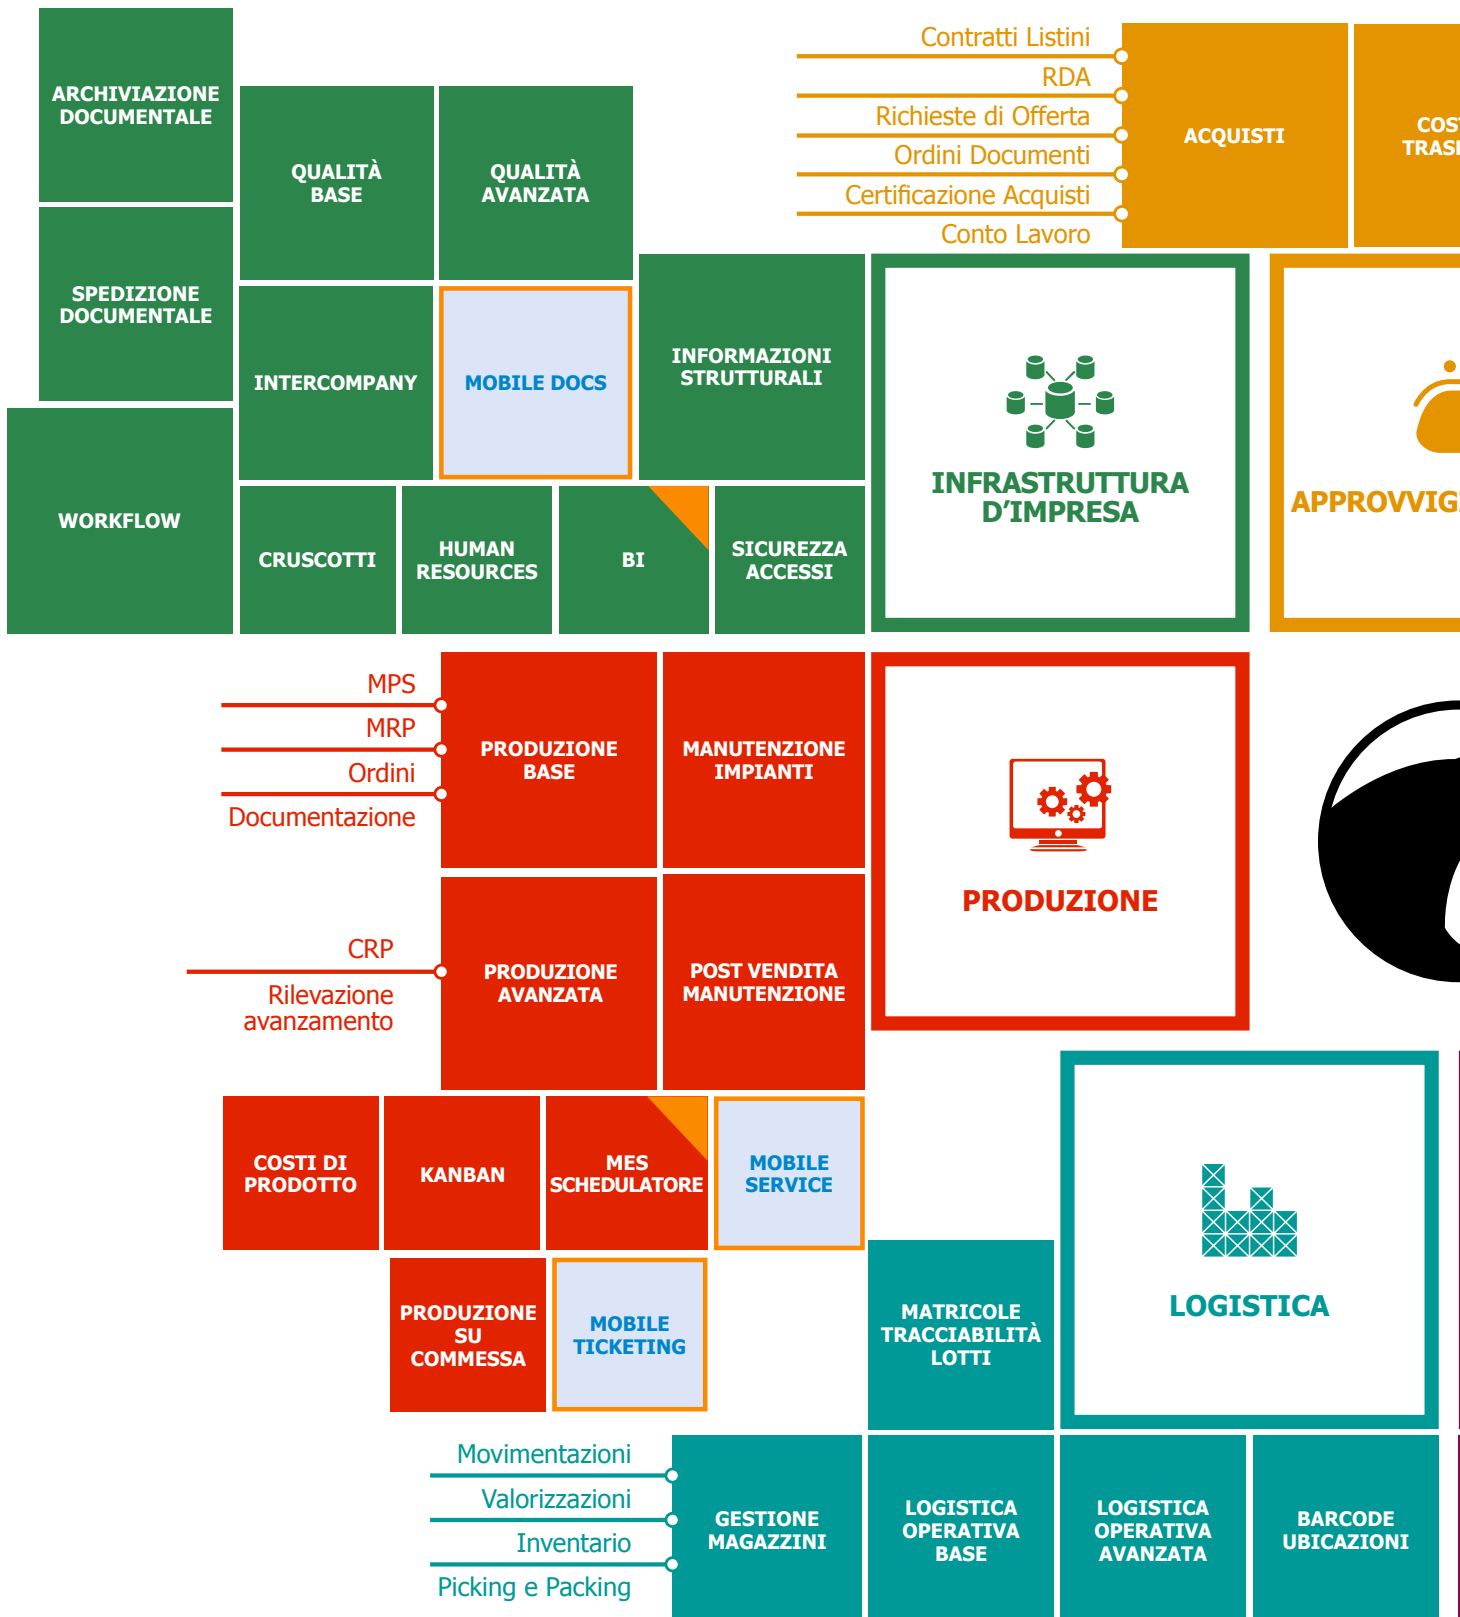 Contratti Listini
RDA
Richieste di Offerta
Ordini Documenti
Certificazione Acquisti
Conto Lavoro
ACQUISTI
ARCHIVIAZIONE
DOCUMENTALE
QUALITÀ
BASE
QUALITÀ
AVANZATA
SPEDIZIONE
DOCUMENTALE
INTERCOMPANY
MOBILE DOCS
INFORMAZIONI
STRUTTURALI
INFRASTRUTTURA
D'IMPRESA
WORKFLOW
CRUSCOTTI
HUMAN
RESOURCES
BI
SICUREZZA
ACCESSI
MPS
MRP
Ordini
Documentazione
PRODUZIONE
BASE
MANUTENZIONE
IMPIANTI
PRODUZIONE
CRP
Rilevazione
avanzamento
PRODUZIONE
AVANZATA
POST VENDITA
MANUTENZIONE
COSTI DI
PRODOTTO
KANBAN
MES
SCHEDULATORE
MOBILE
SERVICE
PRODUZIONE
SU
COMMESSA
MOBILE
TICKETING
MATRICOLE
TRACCIABILITÀ
LOTTI
LOGISTICA
Movimentazioni
Valorizzazioni
Inventario
Picking e Packing
GESTIONE
MAGAZZINI
LOGISTICA
OPERATIVA
BASE
LOGISTICA
OPERATIVA
AVANZATA
BARCODE
UBICAZIONI